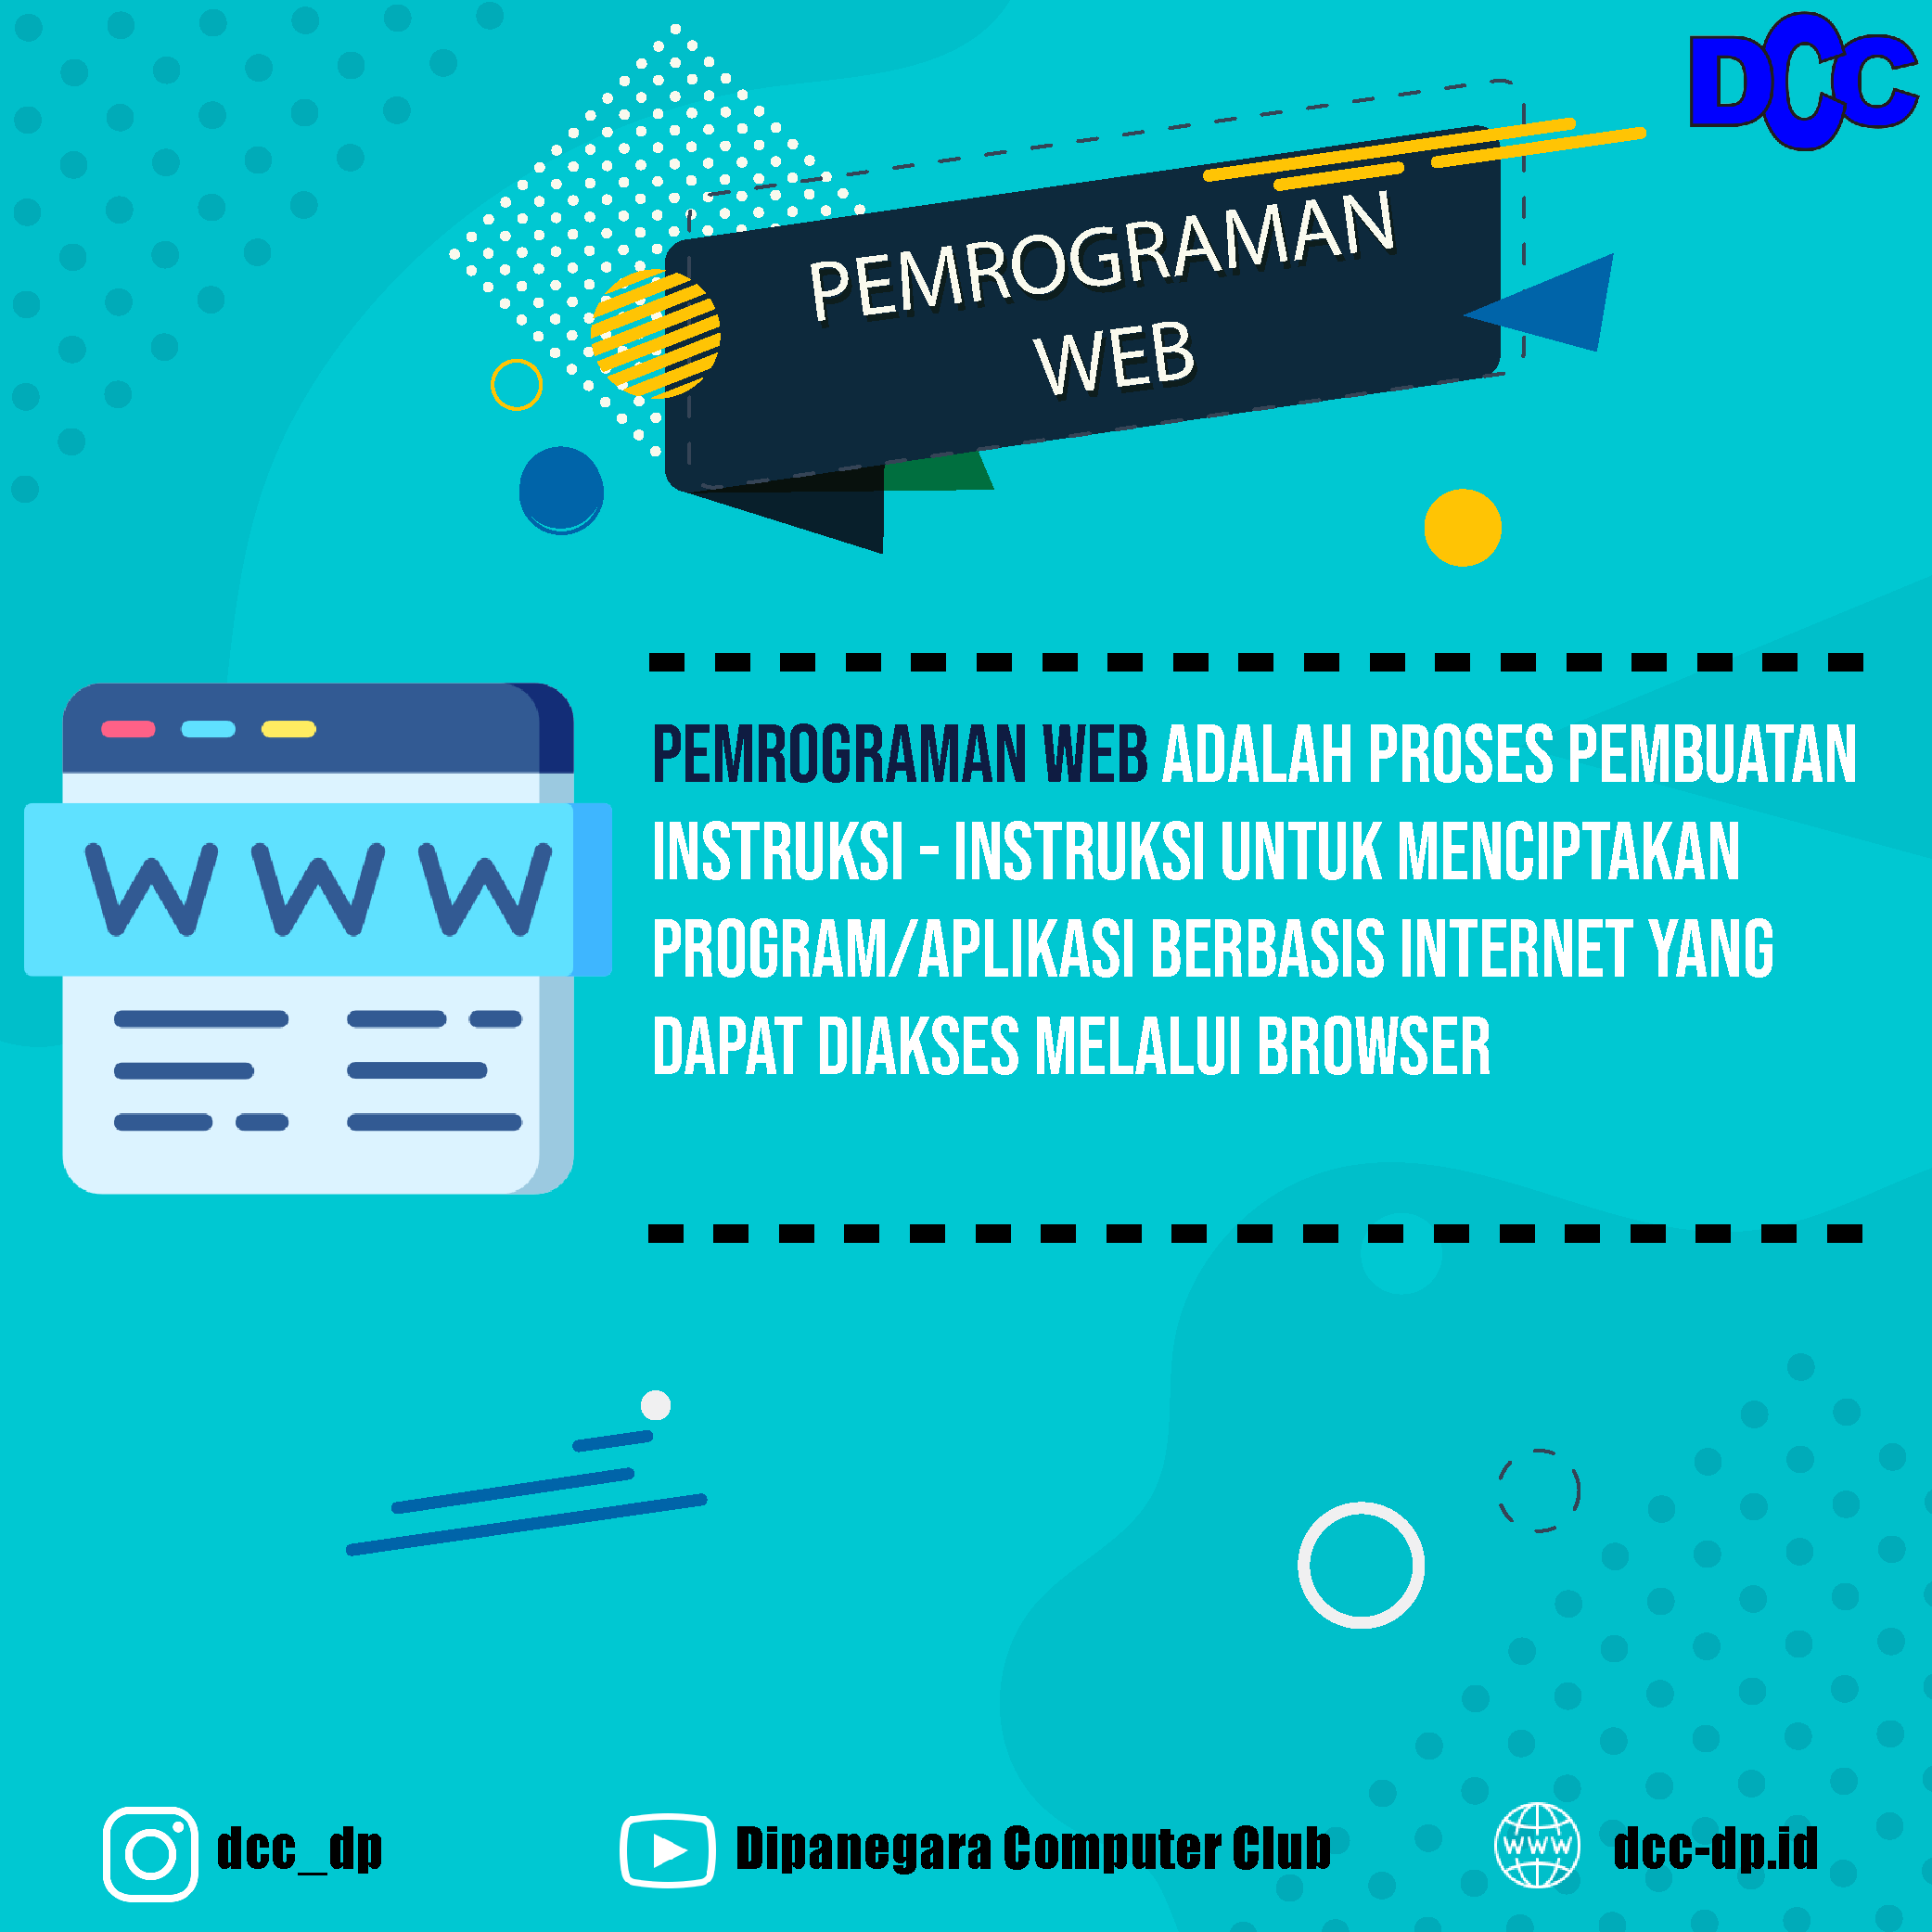 DCC
PEMROGRAMAN
WEB
PEMROGRAMAN WEB ADALAH PROSES PEMBUATAN
INSTRUKSI - INSTRUKSI UNTUK MENCIPTAKAN
PROGRAM/APLIKASI BERBASIS INTERNET YANG
DAPAT DIAKSES MELALUI BROWSER
W W W
dcc_dp
Dipanegara Computer Club
WWW
dcc-dp.id